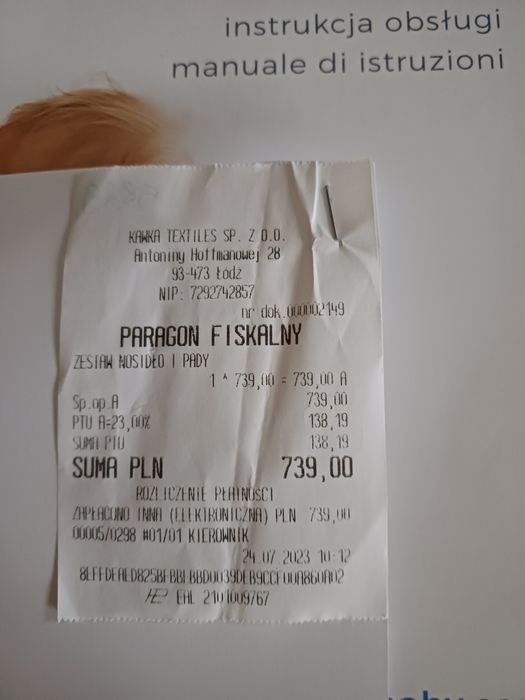 instrukcja obsługi
manuale di istruzioni
KAWKA TEXTILES SP. Z O.O.
Antoniny Hoffmanowej 28
93-473 Łódź
NIP: 7292742857
nr dok.000002149
PARAGON FISKALNY
ZESTAW NOSIDŁO I PADY
1 * 739,00 = 739,00 A
Sp.op.A 739,00
PTU A=23,00% 138,19
SUMA PTU 138,19
SUMA PLN 739,00
ROZLICZENIE PŁATNOŚCI
ZAPŁACONO INNA (ELEKTRONICZNA) PLN 739,00
00005/0298 #01/01 KIEROWNIK
24.07.2023 10:12
EAL 2101009767